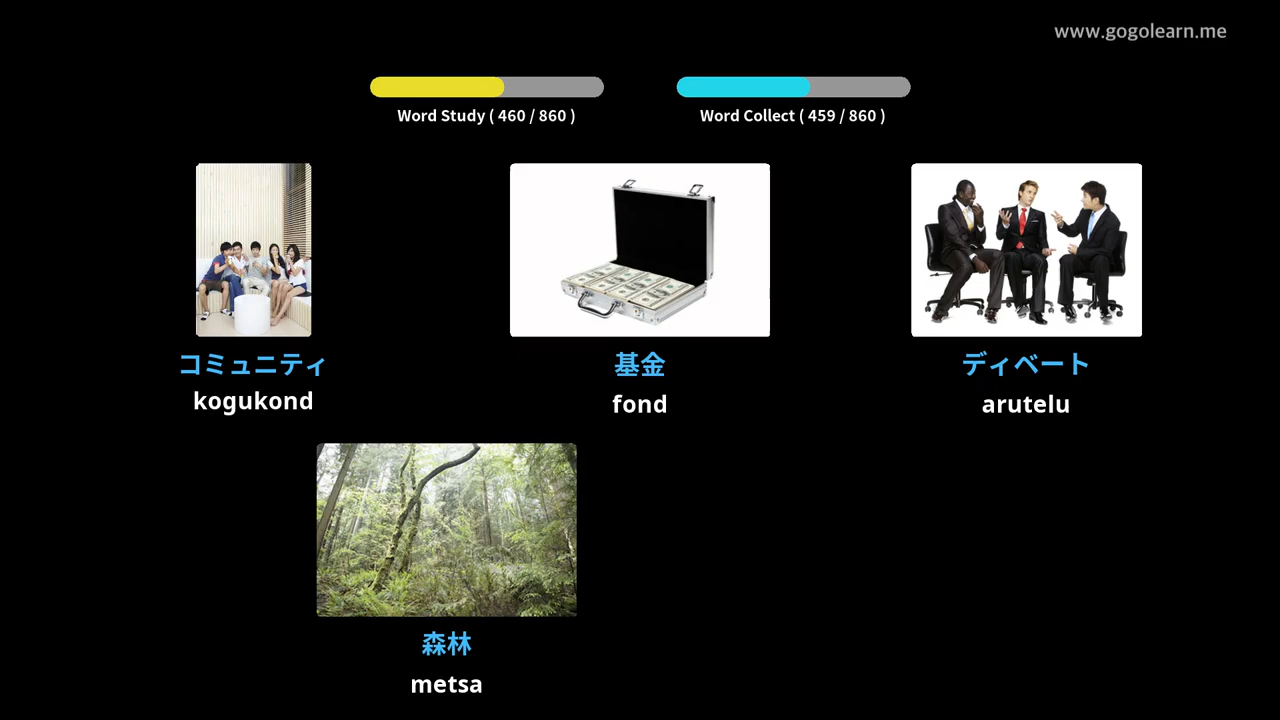 www.gogolearn.me
Word Study ( 460 / 860 )
Word Collect ( 459 / 860 )
コミュニティ
kogukond
基金
fond
ディベート
arutelu
森林
metsa